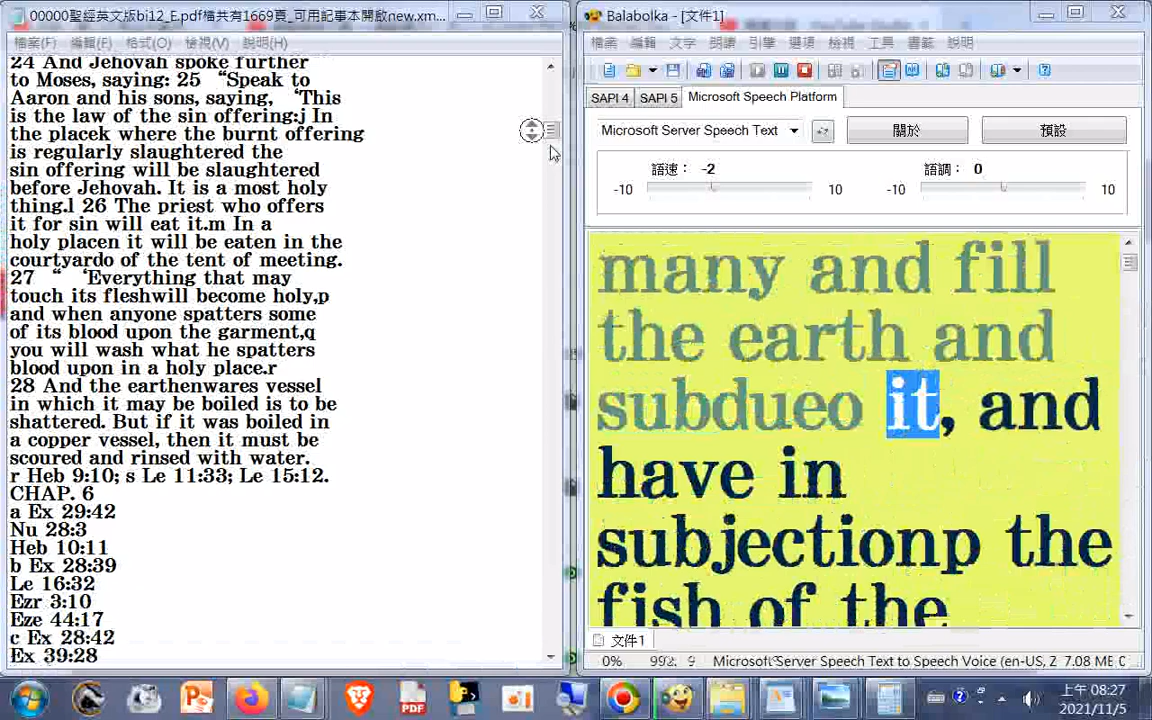 00000聖經英文版bi12_E.pdf檔共有1669頁_可用記事本開啟new.xm...
檔案(F) 編輯(E) 格式(O) 檢視(V) 說明(H)
24 And Jehovah spoke further
to Moses, saying: 25 “Speak to
Aaron and his sons, saying, ‘This
is the law of the sin offering:j In
the placek where the burnt offering
is regularly slaughtered the
sin offering will be slaughtered
before Jehovah. It is a most holy
thing.l 26 The priest who offers
it for sin will eat it.m In a
holy placen it will be eaten in the
courtyardo of the tent of meeting.
27 “ ‘Everything that may
touch its fleshwill become holy,p
and when anyone spatters some
of its blood upon the garment,q
you will wash what he spatters
blood upon in a holy place.r
28 And the earthenwares vessel
in which it may be boiled is to be
shattered. But if it was boiled in
a copper vessel, then it must be
scoured and rinsed with water.
r Heb 9:10; s Le 11:33; Le 15:12.
CHAP. 6
a Ex 29:42
Nu 28:3
Heb 10:11
b Ex 28:39
Le 16:32
Ezr 3:10
Eze 44:17
c Ex 28:42
Ex 39:28
Balabolka - [文件1]
檔案 編輯 文字 朗讀 引擎 選項 檢視 工具 書籤 說明
SAPI 4 SAPI 5 Microsoft Speech Platform
Microsoft Server Speech Text 關於 預設
語速： -2 語調： 0
-10 10 -10 10
many and fill
the earth and
subdueo it, and
have in
subjectionp the
fish of the
文件1
0% 992, 9 Microsoft Server Speech Text to Speech Voice (en-US, Z 7.08 MB
PDF
上午 08:27
2021/11/5